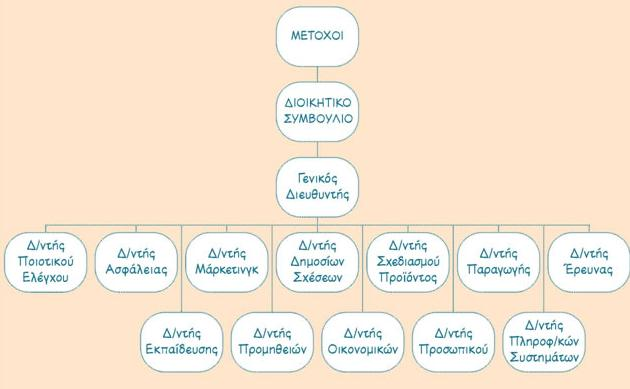 ΜΕΤΟΧΟΙ
ΔΙΟΙΚΗΤΙΚΟ
ΣΥΜΒΟΥΛΙΟ
Γενικός
Διευθυντής
Δ/ντής
Ποιστικού
Ελέγχου
Δ/ντής
Ασφάλειας
Δ/ντής
Μάρκετινγκ
Δ/ντής
Δημοσίων
Σχέσεων
Δ/ντής
Σχεδιασμού
Προϊόντος
Δ/ντής
Παραγωγής
Δ/ντής
Έρευνας
Δ/ντής
Εκπαίδευσης
Δ/ντής
Προμηθειών
Δ/ντής
Οικονομικών
Δ/ντής
Προσωπικού
Δ/ντής
Πληροφ/κών
Συστημάτων